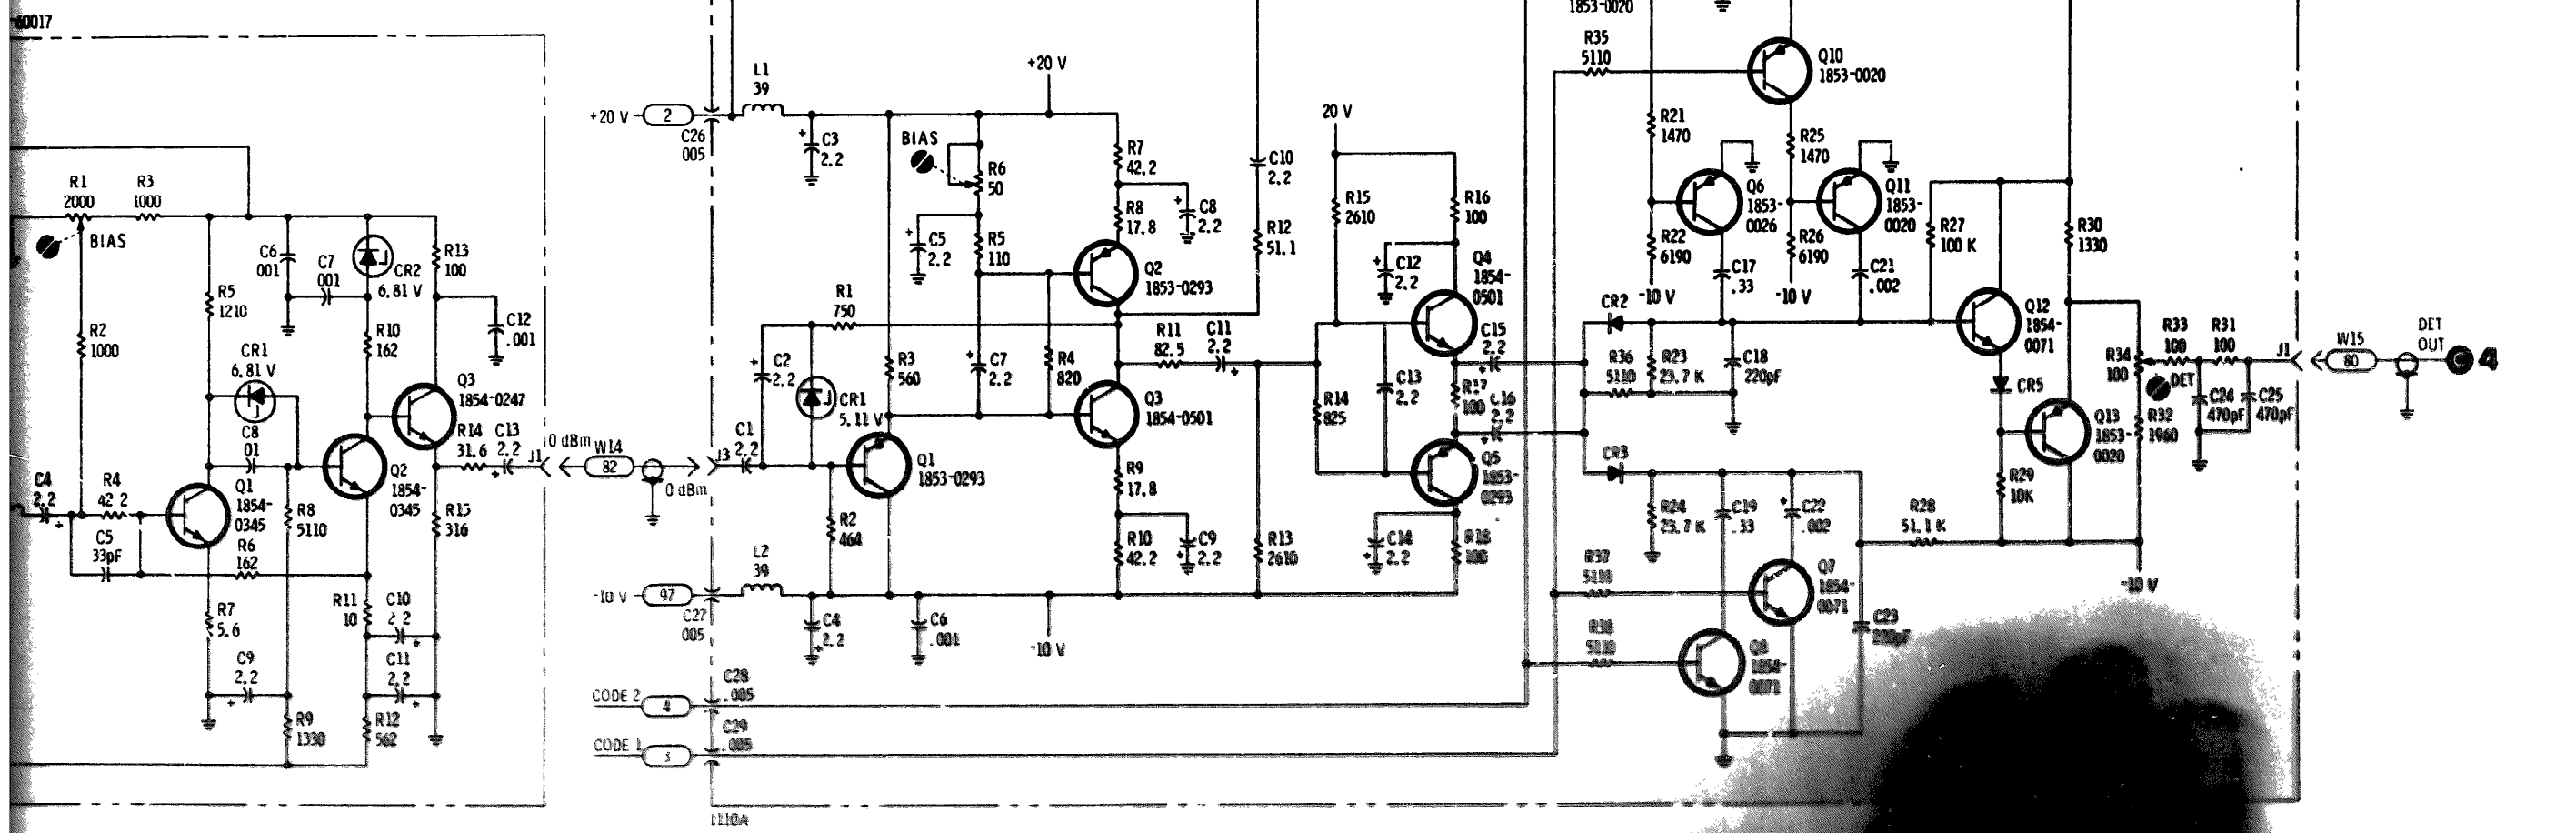 60017
R1
2000
R3
1000
BIAS
R2
1000
C4
2.2
+
R4
42 2
C5
33pF
Q1
1854-
0345
R5
1210
CR1
6.81 V
C8
01
R6
162
R7
5.6
C9
2.2
+
R8
5110
R9
1330
C6
001
C7
001
CR2
6.81 V
R10
162
Q2
1854-
0345
R11
10
C10
2 2
+
C11
2.2
+
R12
562
R13
100
C12
.001
Q3
1854-0247
R14
31.6
C13
2.2
+
R15
316
J1
0 dBm
W14
82
0 dBm
J3
+20 V
2
C26
005
L1
39
+
C3
2.2
BIAS
R6
50
+
C5
2.2
R5
110
+20 V
R7
42.2
R8
17.8
+
C8
2.2
Q2
1853-0293
R1
750
+
C2
2.2
CR1
5.11 V
C1
2.2
R3
560
+
C7
2.2
R4
820
Q1
1853-0293
R2
464
Q3
1854-0501
R9
17.8
R10
42.2
+
C9
2.2
-10 V
97
C27
005
L2
39
C4
+2.2
C6
.001
-10 V
R11
82.5
C11
2.2
+
C10
2.2
R12
51.1
R13
2610
20 V
R15
2610
R16
100
+
C12
2.2
Q4
1854-
0501
C13
2.2
R14
825
C15
2.2
+
R17
100
C16
2.2
+
Q5
1853-
0293
+
C14
2.2
R18
100
CODE 2
4
C28
.005
CODE 1
3
C29
.005
1853-0020
R35
5110
Q10
1853-0020
R21
1470
R25
1470
Q6
1853-
0026
Q11
1853-
0020
R22
6190
R26
6190
-10 V
C17
.33
-10 V
C21
.002
R27
100 K
R30
1330
CR2
R36
5110
R23
23.7 K
C18
220pF
Q12
1854-
0071
CR5
Q13
1853-
0020
R29
10K
R34
100
DET
R32
1960
R33
100
R31
100
C24
470pF
C25
470pF
J1
W15
80
DET
OUT
C 4
CR3
R24
23.7 K
C19
.33
+
C22
.002
R28
51.1 K
-10 V
R37
5110
Q7
1854-
0071
R38
5110
Q8
1854-
0071
C23
1110A